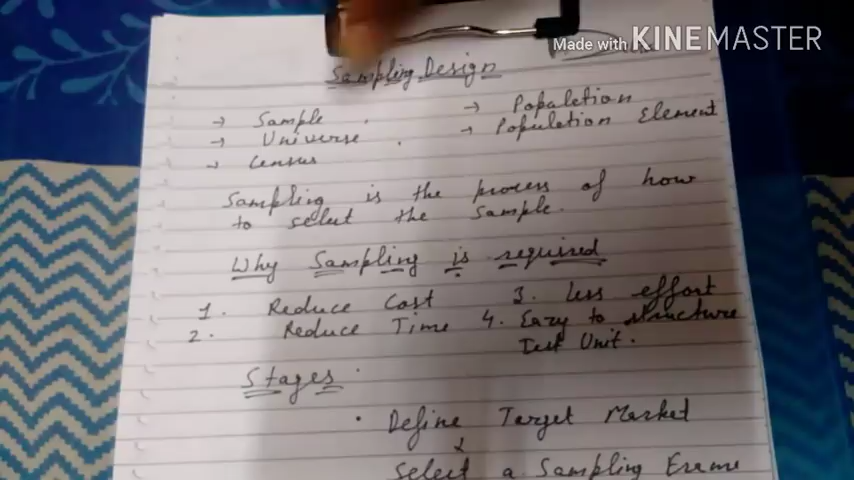 Made with KINEMASTER
Sampling Design
→ Sample → Population
→ Universe → Population Element
→ Census
Sampling is the process of how
to select the sample.
Why Sampling is required
1. Reduce Cost 3. Less effort
2. Reduce Time 4. Eazy to structure
Test Unit.
Stages
• Define Target Market
Select a Sampling Frame